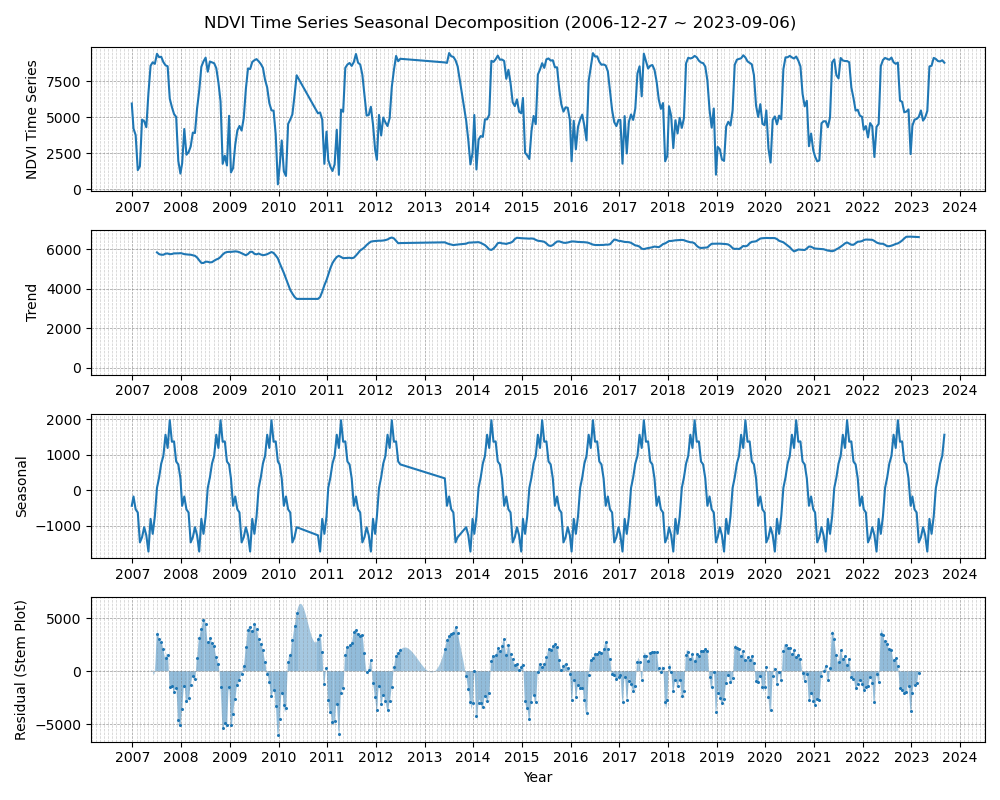 NDVI Time Series Seasonal Decomposition (2006-12-27 ~ 2023-09-06)
NDVI Time Series
7500
5000
2500
0
2007 2008 2009 2010 2011 2012 2013 2014 2015 2016 2017 2018 2019 2020 2021 2022 2023 2024
Trend
6000
4000
2000
0
2007 2008 2009 2010 2011 2012 2013 2014 2015 2016 2017 2018 2019 2020 2021 2022 2023 2024
Seasonal
2000
1000
0
−1000
2007 2008 2009 2010 2011 2012 2013 2014 2015 2016 2017 2018 2019 2020 2021 2022 2023 2024
Residual (Stem Plot)
5000
0
−5000
2007 2008 2009 2010 2011 2012 2013 2014 2015 2016 2017 2018 2019 2020 2021 2022 2023 2024
Year